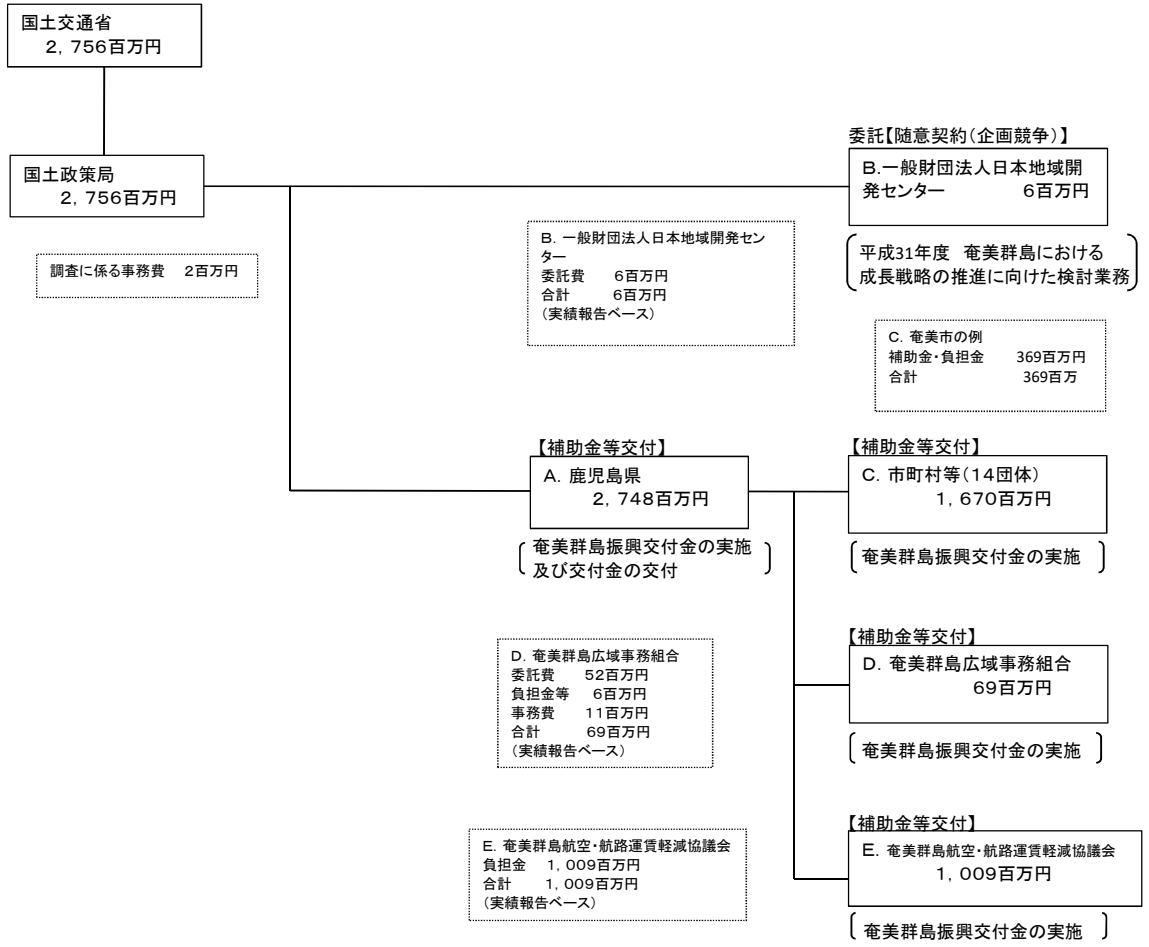 国土交通省
2,756百万円
国土政策局
2,756百万円
調査に係る事務費 2百万円
委託【随意契約(企画競争)】
B.一般財団法人日本地域開
発センター 6百万円
平成31年度 奄美群島における
成長戦略の推進に向けた検討業務
B. 一般財団法人日本地域開発セン
ター
委託費 6百万円
合計 6百万円
(実績報告ベース)
C. 奄美市の例
補助金・負担金 369百万円
合計 369百万
【補助金等交付】
A. 鹿児島県
2,748百万円
奄美群島振興交付金の実施
及び交付金の交付
【補助金等交付】
C. 市町村等(14団体)
1,670百万円
奄美群島振興交付金の実施
D. 奄美群島広域事務組合
委託費 52百万円
負担金等 6百万円
事務費 11百万円
合計 69百万円
(実績報告ベース)
【補助金等交付】
D. 奄美群島広域事務組合
69百万円
奄美群島振興交付金の実施
E. 奄美群島航空・航路運賃軽減協議会
負担金 1,009百万円
合計 1,009百万円
(実績報告ベース)
【補助金等交付】
E. 奄美群島航空・航路運賃軽減協議会
1,009百万円
奄美群島振興交付金の実施